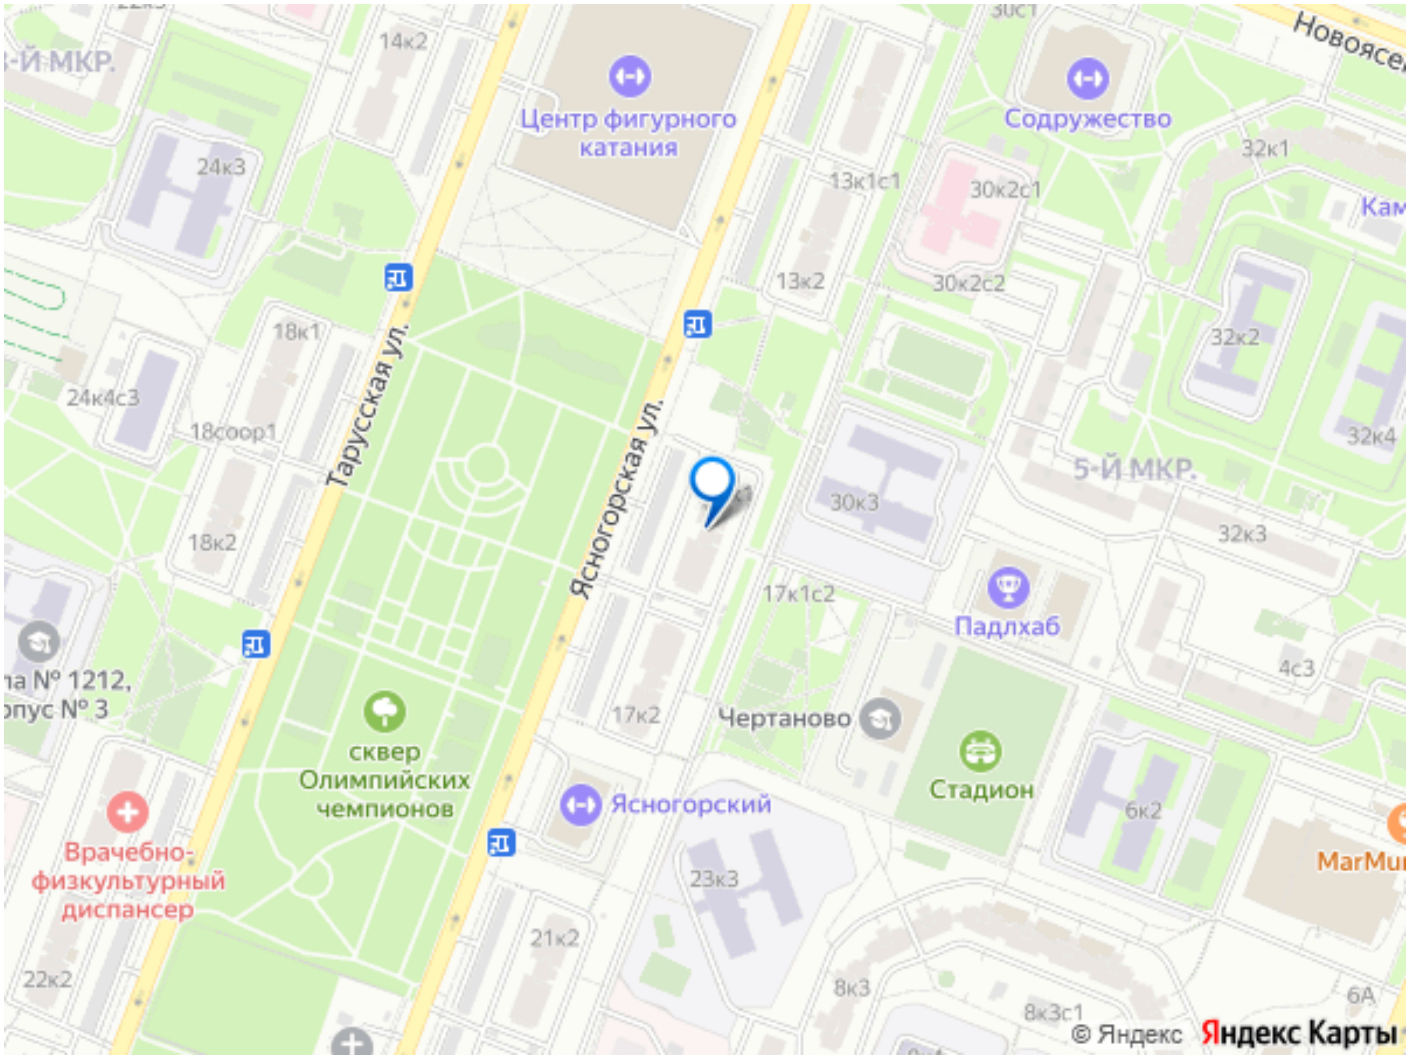 14к2
30с1
Новоясе
-Й МКР.
Центр фигурного
катания
Содружество
24к3
32к1
13к1с1
30к2с1
Кам
13к2
30к2с2
18к1
32к2
Тарусская ул.
24к4с3
18соор1
Ясногорская ул.
32к4
5-Й МКР.
к1
30к3
18к2
32к3
17к1с2
Падлхаб
ла № 1212,
рпус № 3
4с3
17к2
Чертаново
сквер
Олимпийских
чемпионов
Стадион
Ясногорский
6к2
Врачебно-
физкультурный
диспансер
MarMu
23к3
21к2
22к2
8к3
6А
8к3с1
© Яндекс Яндекс Карты